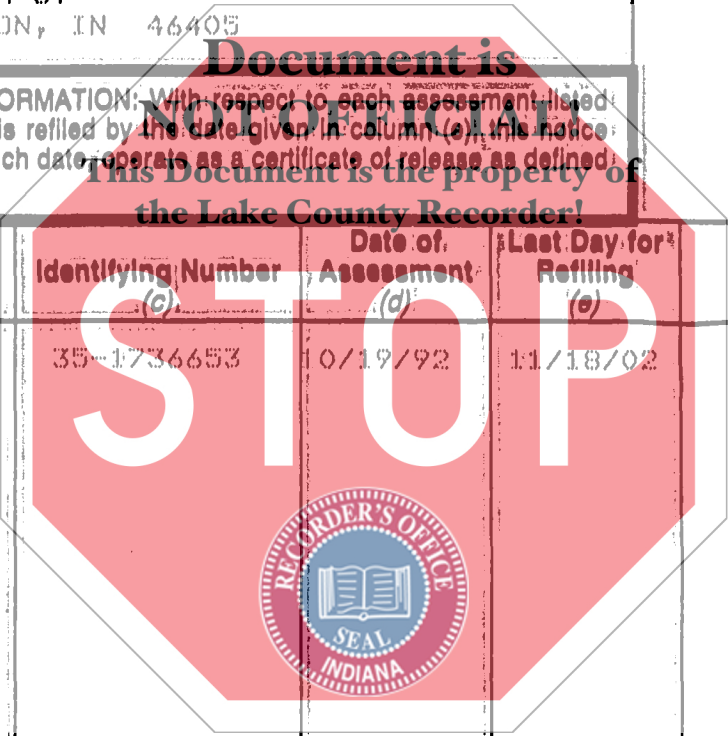 ON, IN 46405
Document is
ORMATION: With respect to each assessment listed
NOT OFFICIAL!
is refiled by the date given in column (e), this notice
ch date, operate as a certificate of release as defined
This Document is the property of
the Lake County Recorder!
Identifying Number
(c)
Date of
Assessment
(d)
Last Day for
Refiling
(e)
35-1736653
10/19/92
11/18/02
STOP
RECORDER'S OFFICE
SEAL
INDIANA